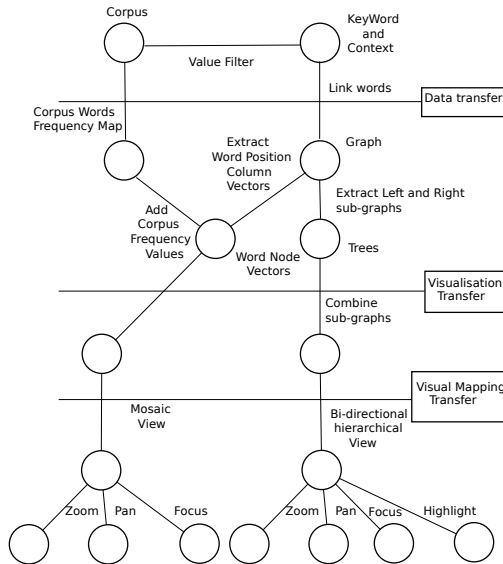 Corpus
KeyWord
and
Context
Value Filter
Link words
Data transfer
Corpus Words
Frequency Map
Extract
Word Position
Column
Vectors
Graph
Extract Left and Right
sub-graphs
Add
Corpus
Frequency
Values
Word Node
Vectors
Trees
Visualisation
Transfer
Combine
sub-graphs
Visual Mapping
Transfer
Mosaic
View
Bi-directional
hierarchical
View
Zoom
Pan
Focus
Zoom
Pan
Focus
Highlight